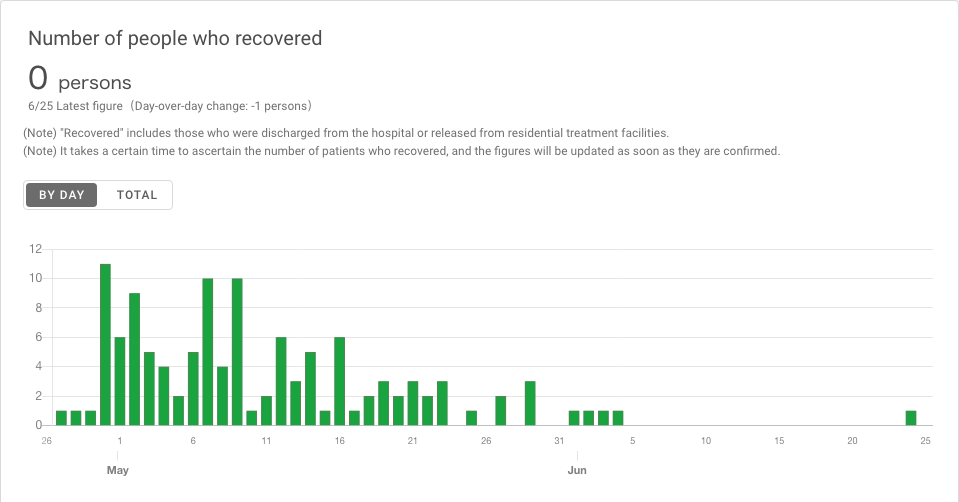 Number of people who recovered
0 persons
6/25 Latest figure（Day-over-day change: -1 persons）
(Note) "Recovered" includes those who were discharged from the hospital or released from residential treatment facilities.
(Note) It takes a certain time to ascertain the number of patients who recovered, and the figures will be updated as soon as they are confirmed.
BY DAY TOTAL
12
10
8
6
4
2
0
26 1 6 11 16 21 26 31 5 10 15 20 25
May Jun